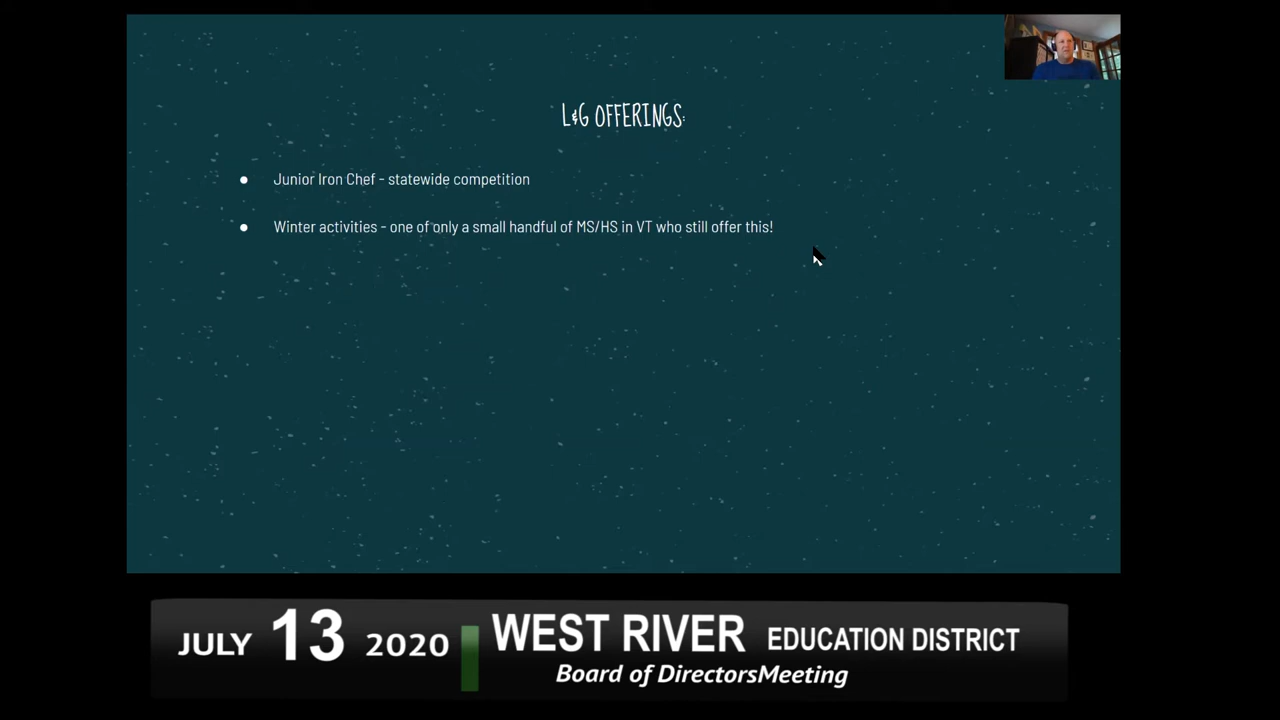 L&G OFFERINGS:
● Junior Iron Chef - statewide competition
● Winter activities - one of only a small handful of MS/HS in VT who still offer this!
JULY 13 2020 WEST RIVER EDUCATION DISTRICT
Board of DirectorsMeeting